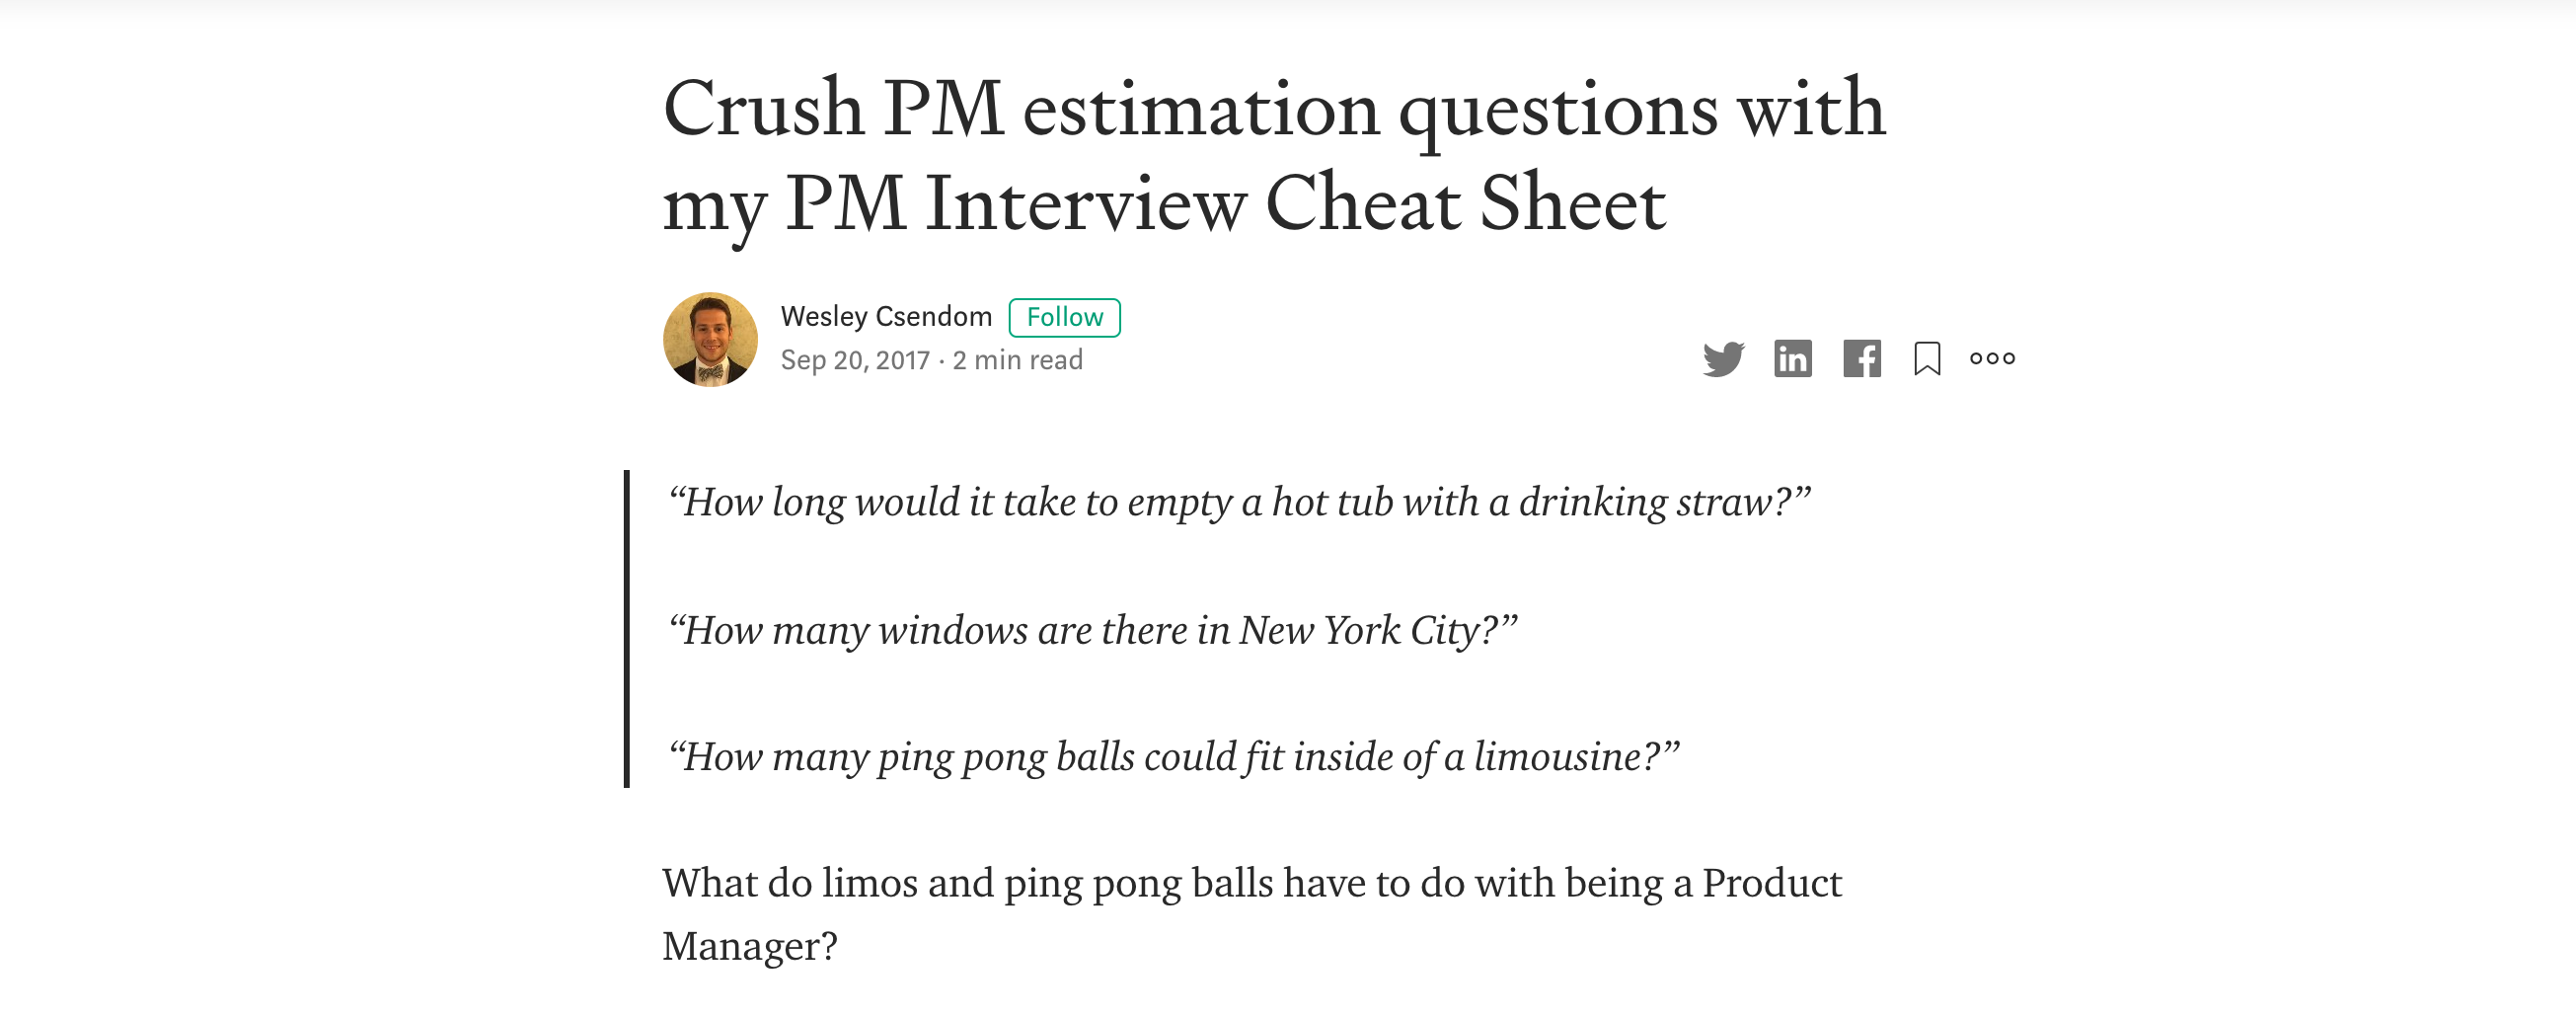 Crush PM estimation questions with
my PM Interview Cheat Sheet
Wesley Csendom Follow
Sep 20, 2017 · 2 min read
in f
“How long would it take to empty a hot tub with a drinking straw?”
“How many windows are there in New York City?”
“How many ping pong balls could fit inside of a limousine?”
What do limos and ping pong balls have to do with being a Product
Manager?